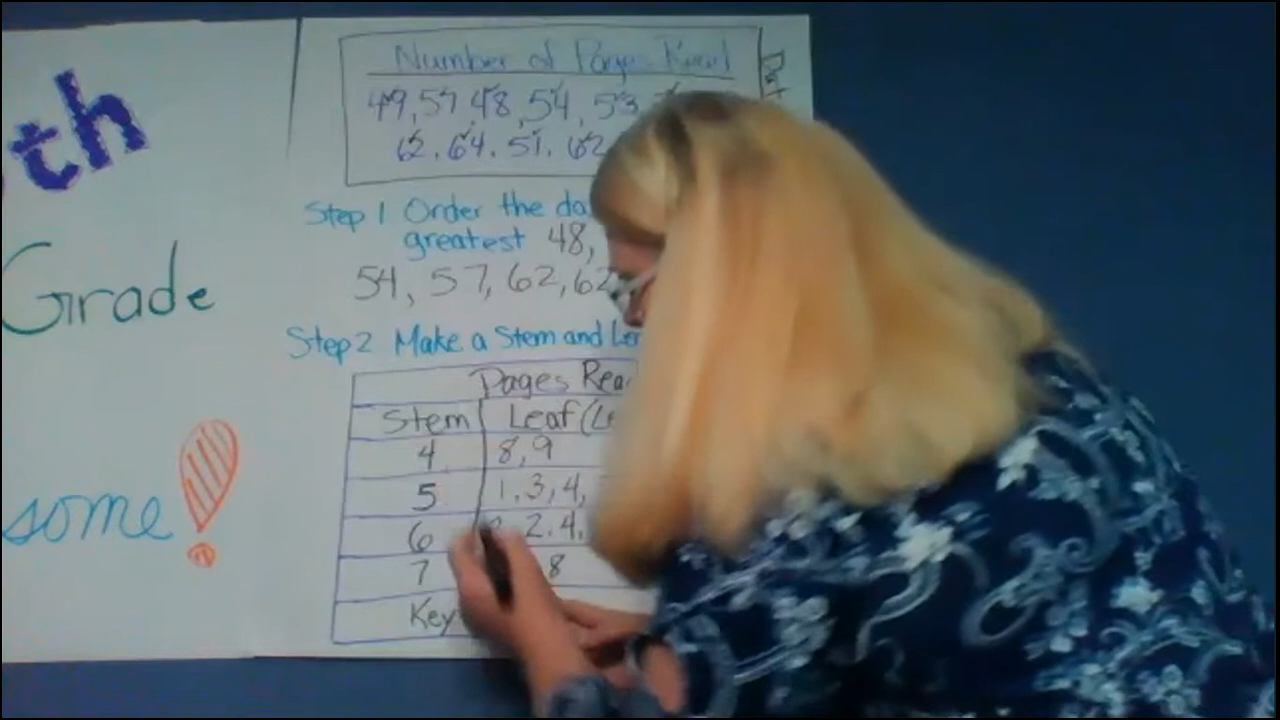 th
Grade
some!
Number of Pages Read
49, 57, 48, 54, 53
62, 64, 51, 62
Step 1 Order the da
greatest 48,
54, 57, 62, 62
Step 2 Make a Stem and Le
Pages Rea
Stem Leaf (Le
4 8, 9
5 1, 3, 4,
6 2, 4,
7 8
Key